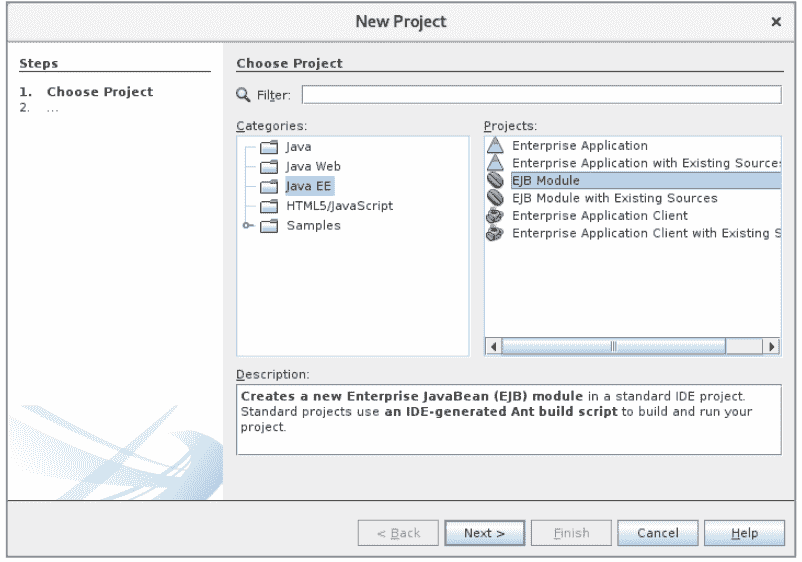 New Project
Steps
1. Choose Project
2. ...
Choose Project
Filter:
Categories:
Java
Java Web
Java EE
HTML5/JavaScript
Samples
Projects:
Enterprise Application
Enterprise Application with Existing Sources
EJB Module
EJB Module with Existing Sources
Enterprise Application Client
Enterprise Application Client with Existing S
Description:
Creates a new Enterprise JavaBean (EJB) module in a standard IDE project.
Standard projects use an IDE-generated Ant build script to build and run your
project.
< Back
Next >
Finish
Cancel
Help